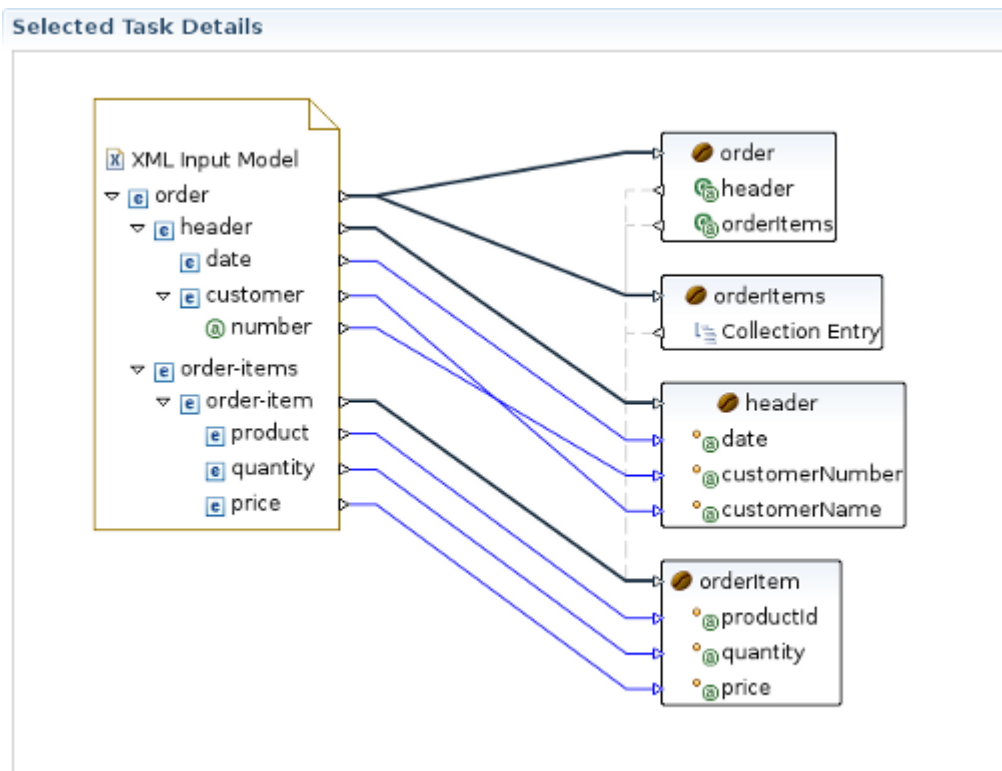 Selected Task Details
XML Input Model
order
header
date
customer
number
order-items
order-item
product
quantity
price
order
header
orderItems
orderItems
Collection Entry
header
date
customerNumber
customerName
orderItem
productId
quantity
price